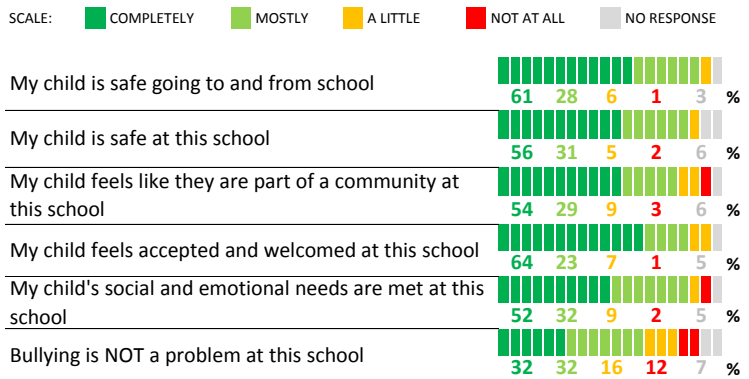 SCALE: COMPLETELY MOSTLY A LITTLE NOT AT ALL NO RESPONSE
My child is safe going to and from school
61 28 6 1 3 %
My child is safe at this school
56 31 5 2 6 %
My child feels like they are part of a community at
this school
54 29 9 3 6 %
My child feels accepted and welcomed at this school
64 23 7 1 5 %
My child's social and emotional needs are met at this
school
52 32 9 2 5 %
Bullying is NOT a problem at this school
32 32 16 12 7 %